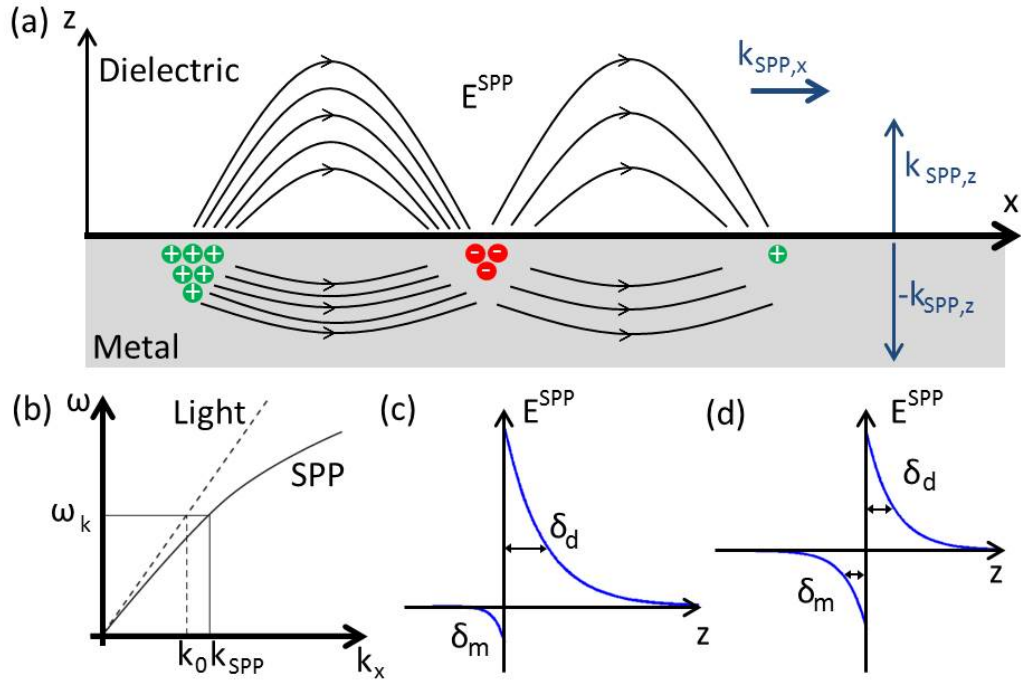 (a)
z
Dielectric
E^SPP
k_SPP,x
k_SPP,z
x
+++
++
+
--
-
+
-k_SPP,z
Metal
(b)
ω
Light
SPP
ω_k
k_0 k_SPP
k_x
(c)
E^SPP
δ_d
δ_m
z
(d)
E^SPP
δ_d
z
δ_m